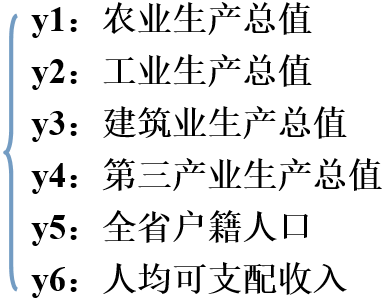 y1：农业生产总值
y2：工业生产总值
y3：建筑业生产总值
y4：第三产业生产总值
y5：全省户籍人口
y6：人均可支配收入